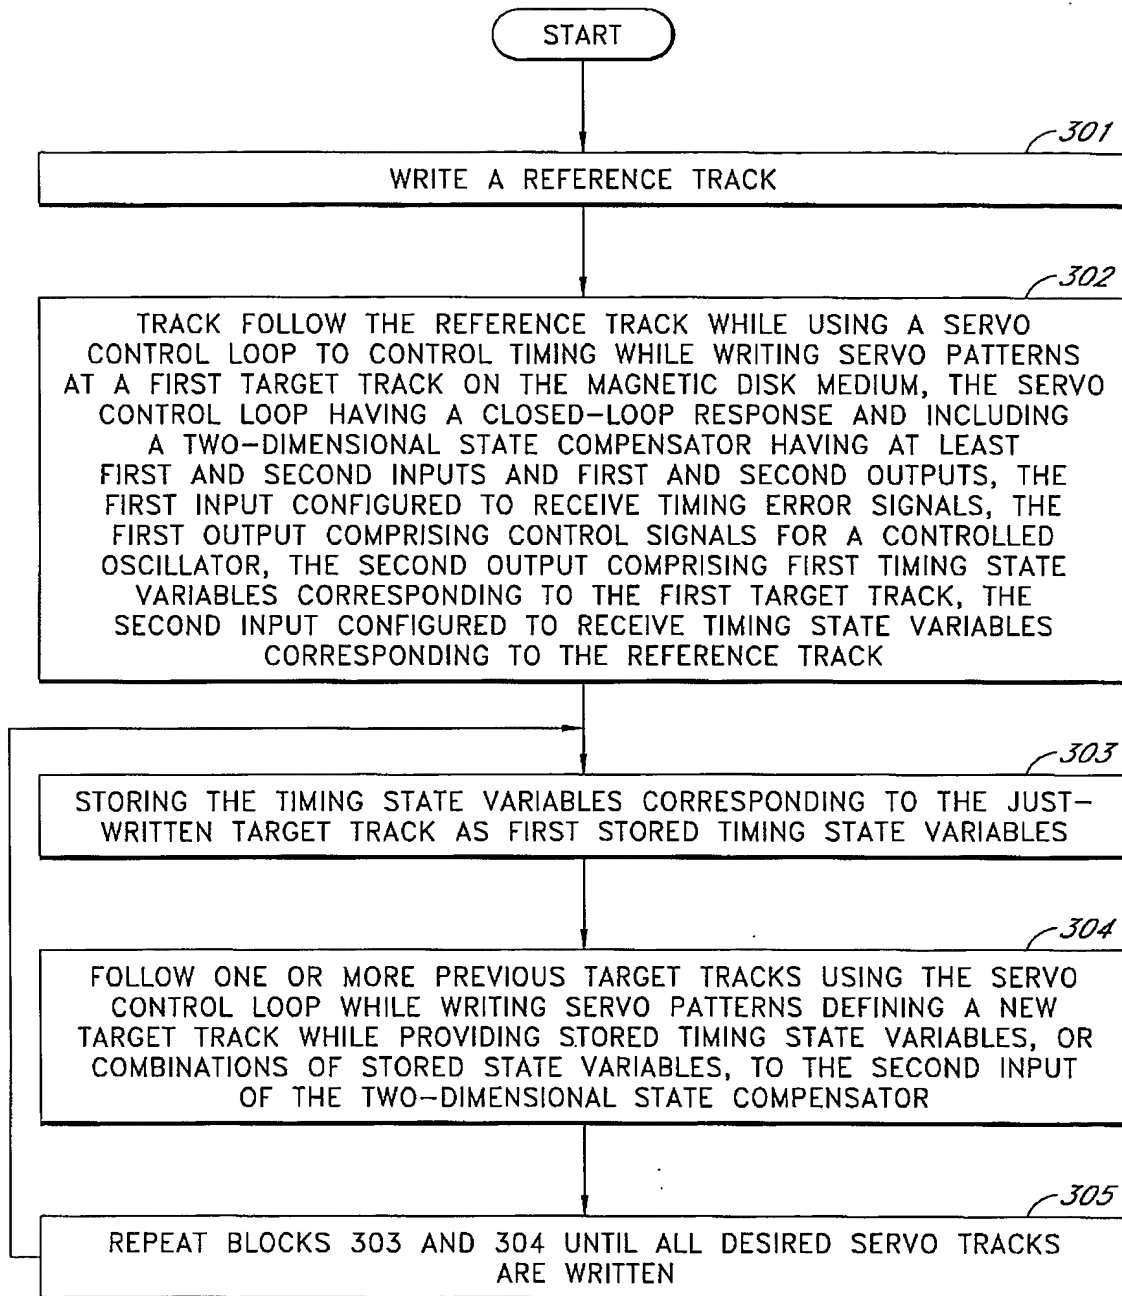 START
301
WRITE A REFERENCE TRACK
302
TRACK FOLLOW THE REFERENCE TRACK WHILE USING A SERVO
CONTROL LOOP TO CONTROL TIMING WHILE WRITING SERVO PATTERNS
AT A FIRST TARGET TRACK ON THE MAGNETIC DISK MEDIUM, THE SERVO
CONTROL LOOP HAVING A CLOSED-LOOP RESPONSE AND INCLUDING
A TWO-DIMENSIONAL STATE COMPENSATOR HAVING AT LEAST
FIRST AND SECOND INPUTS AND FIRST AND SECOND OUTPUTS, THE
FIRST INPUT CONFIGURED TO RECEIVE TIMING ERROR SIGNALS, THE
FIRST OUTPUT COMPRISING CONTROL SIGNALS FOR A CONTROLLED
OSCILLATOR, THE SECOND OUTPUT COMPRISING FIRST TIMING STATE
VARIABLES CORRESPONDING TO THE FIRST TARGET TRACK, THE
SECOND INPUT CONFIGURED TO RECEIVE TIMING STATE VARIABLES
CORRESPONDING TO THE REFERENCE TRACK
303
STORING THE TIMING STATE VARIABLES CORRESPONDING TO THE JUST-
WRITTEN TARGET TRACK AS FIRST STORED TIMING STATE VARIABLES
304
FOLLOW ONE OR MORE PREVIOUS TARGET TRACKS USING THE SERVO
CONTROL LOOP WHILE WRITING SERVO PATTERNS DEFINING A NEW
TARGET TRACK WHILE PROVIDING STORED TIMING STATE VARIABLES, OR
COMBINATIONS OF STORED STATE VARIABLES, TO THE SECOND INPUT
OF THE TWO-DIMENSIONAL STATE COMPENSATOR
305
REPEAT BLOCKS 303 AND 304 UNTIL ALL DESIRED SERVO TRACKS
ARE WRITTEN